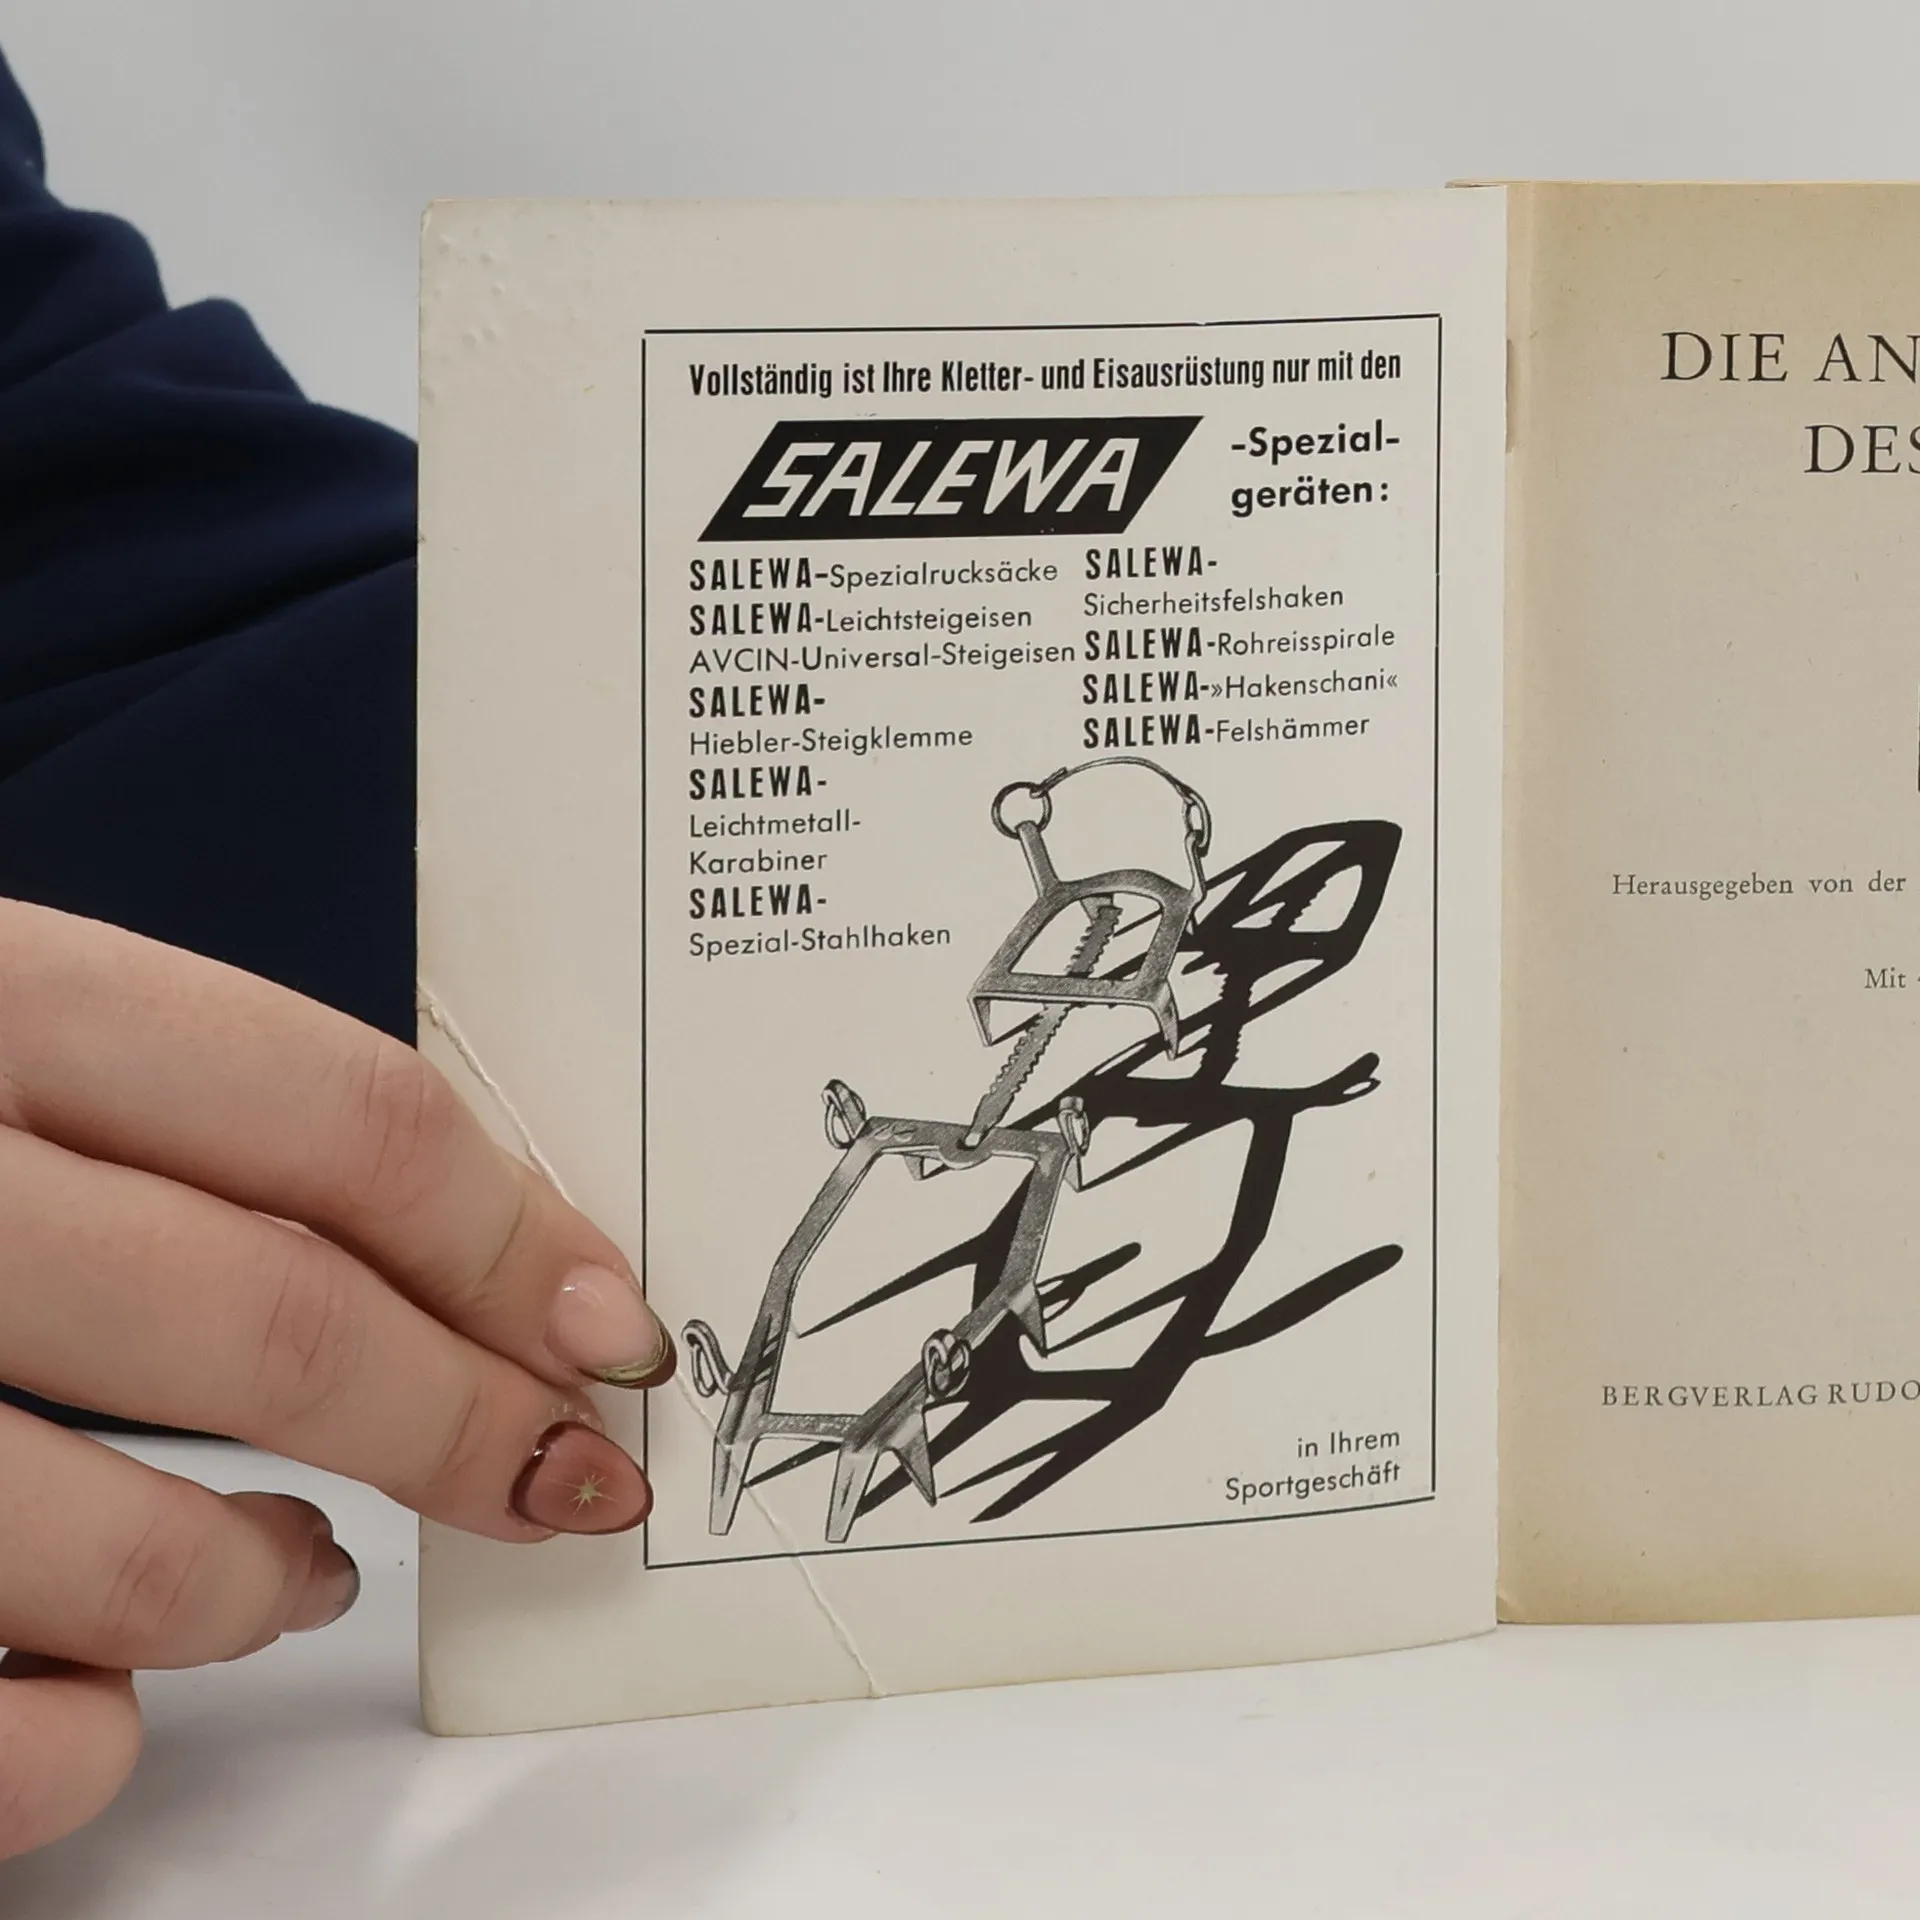 Vollständig ist Ihre Kletter- und Eisausrüstung nur mit den
SALEWA
-Spezial-
geräten:
SALEWA-Spezialrucksäcke
SALEWA-Leichtsteigeisen
AVCIN-Universal-Steigeisen
SALEWA-
Hiebler-Steigklemme
SALEWA-
Leichtmetall-
Karabiner
SALEWA-
Spezial-Stahlhaken
SALEWA-
Sicherheitsfelshaken
SALEWA-Rohreisspirale
SALEWA-»Hakenschani«
SALEWA-Felshämmer
in Ihrem
Sportgeschäft
DIE AN
DES
Herausgegeben von der
Mit
BERGVERLAG RUDO